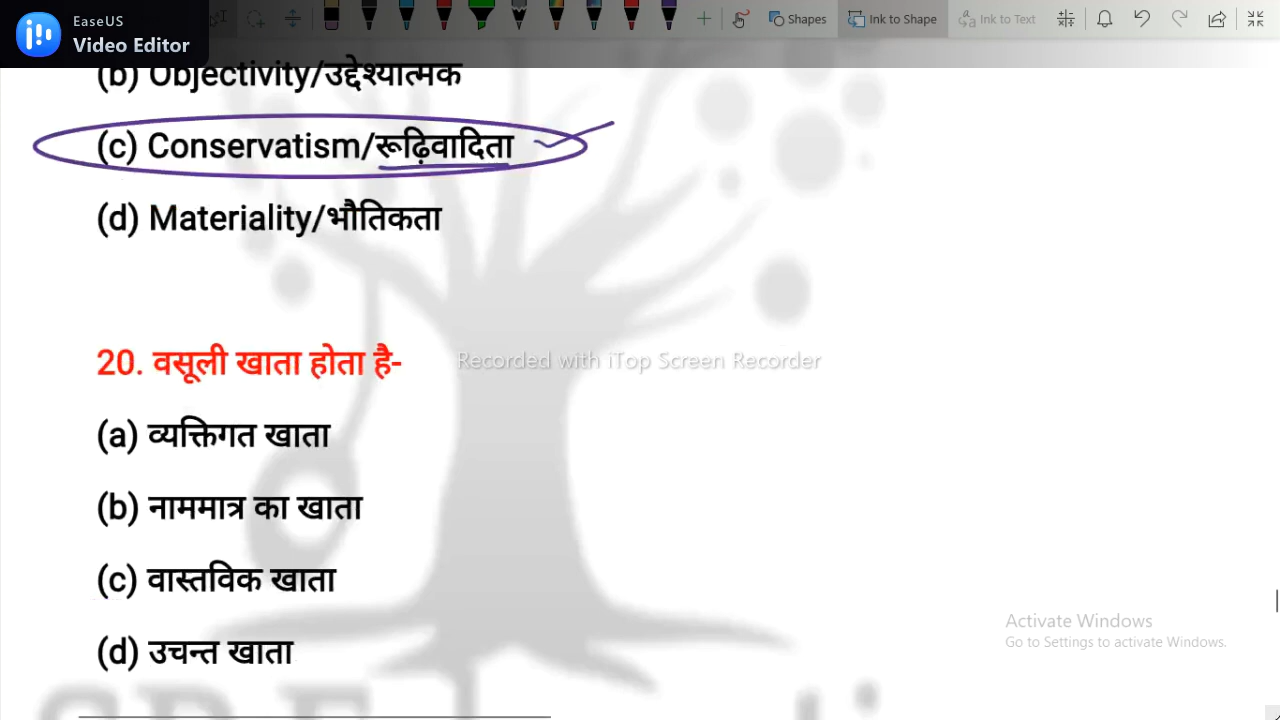 EaseUS
Video Editor
Shapes
Ink to Shape
Ink to Text
(b) Objectivity/उद्देश्यात्मक
(c) Conservatism/रूढ़िवादिता
(d) Materiality/भौतिकता
20. वसूली खाता होता है-
Recorded with iTop Screen Recorder
(a) व्यक्तिगत खाता
(b) नाममात्र का खाता
(c) वास्तविक खाता
(d) उचन्त खाता
Activate Windows
Go to Settings to activate Windows.